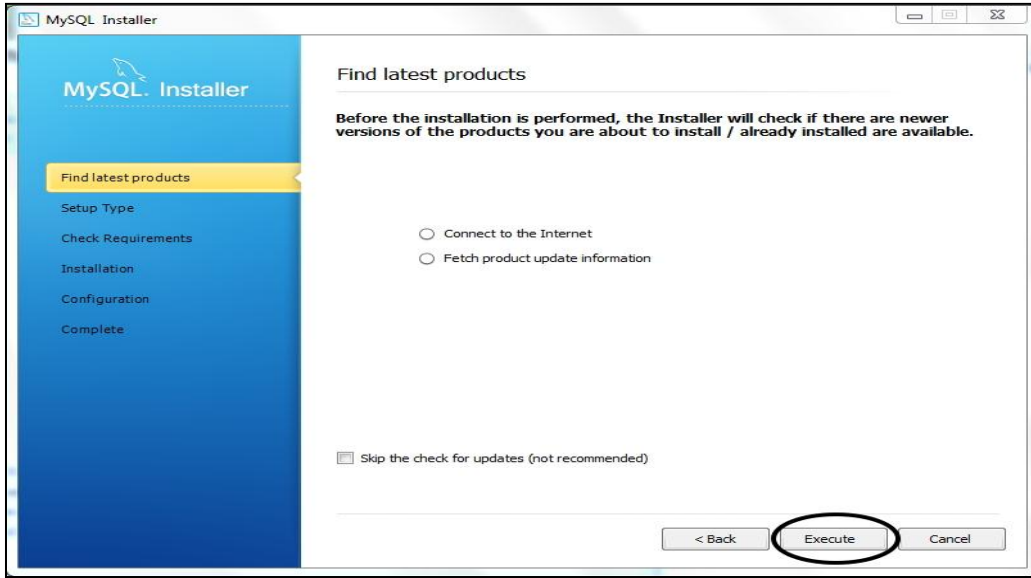 MySQL Installer
MySQL. Installer
Find latest products
Setup Type
Check Requirements
Installation
Configuration
Complete
Find latest products
Before the installation is performed, the Installer will check if there are newer
versions of the products you are about to install / already installed are available.
Connect to the Internet
Fetch product update information
Skip the check for updates (not recommended)
< Back Execute Cancel